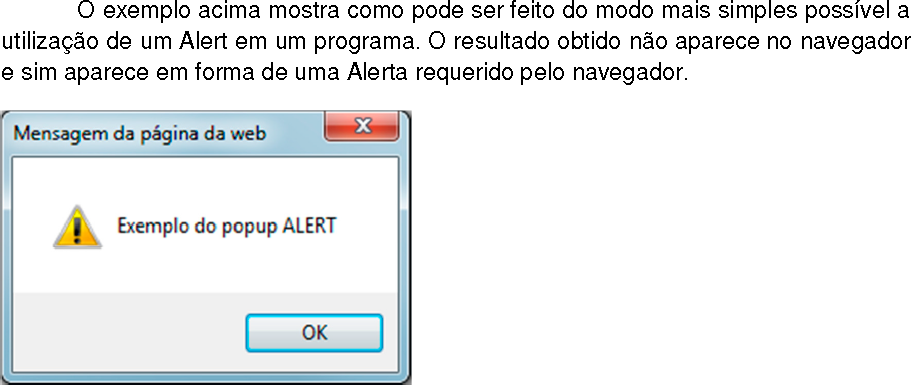 O exemplo acima mostra como pode ser feito do modo mais simples possível a
utilização de um Alert em um programa. O resultado obtido não aparece no navegador
e sim aparece em forma de uma Alerta requerido pelo navegador.
Mensagem da página da web
Exemplo do popup ALERT
OK